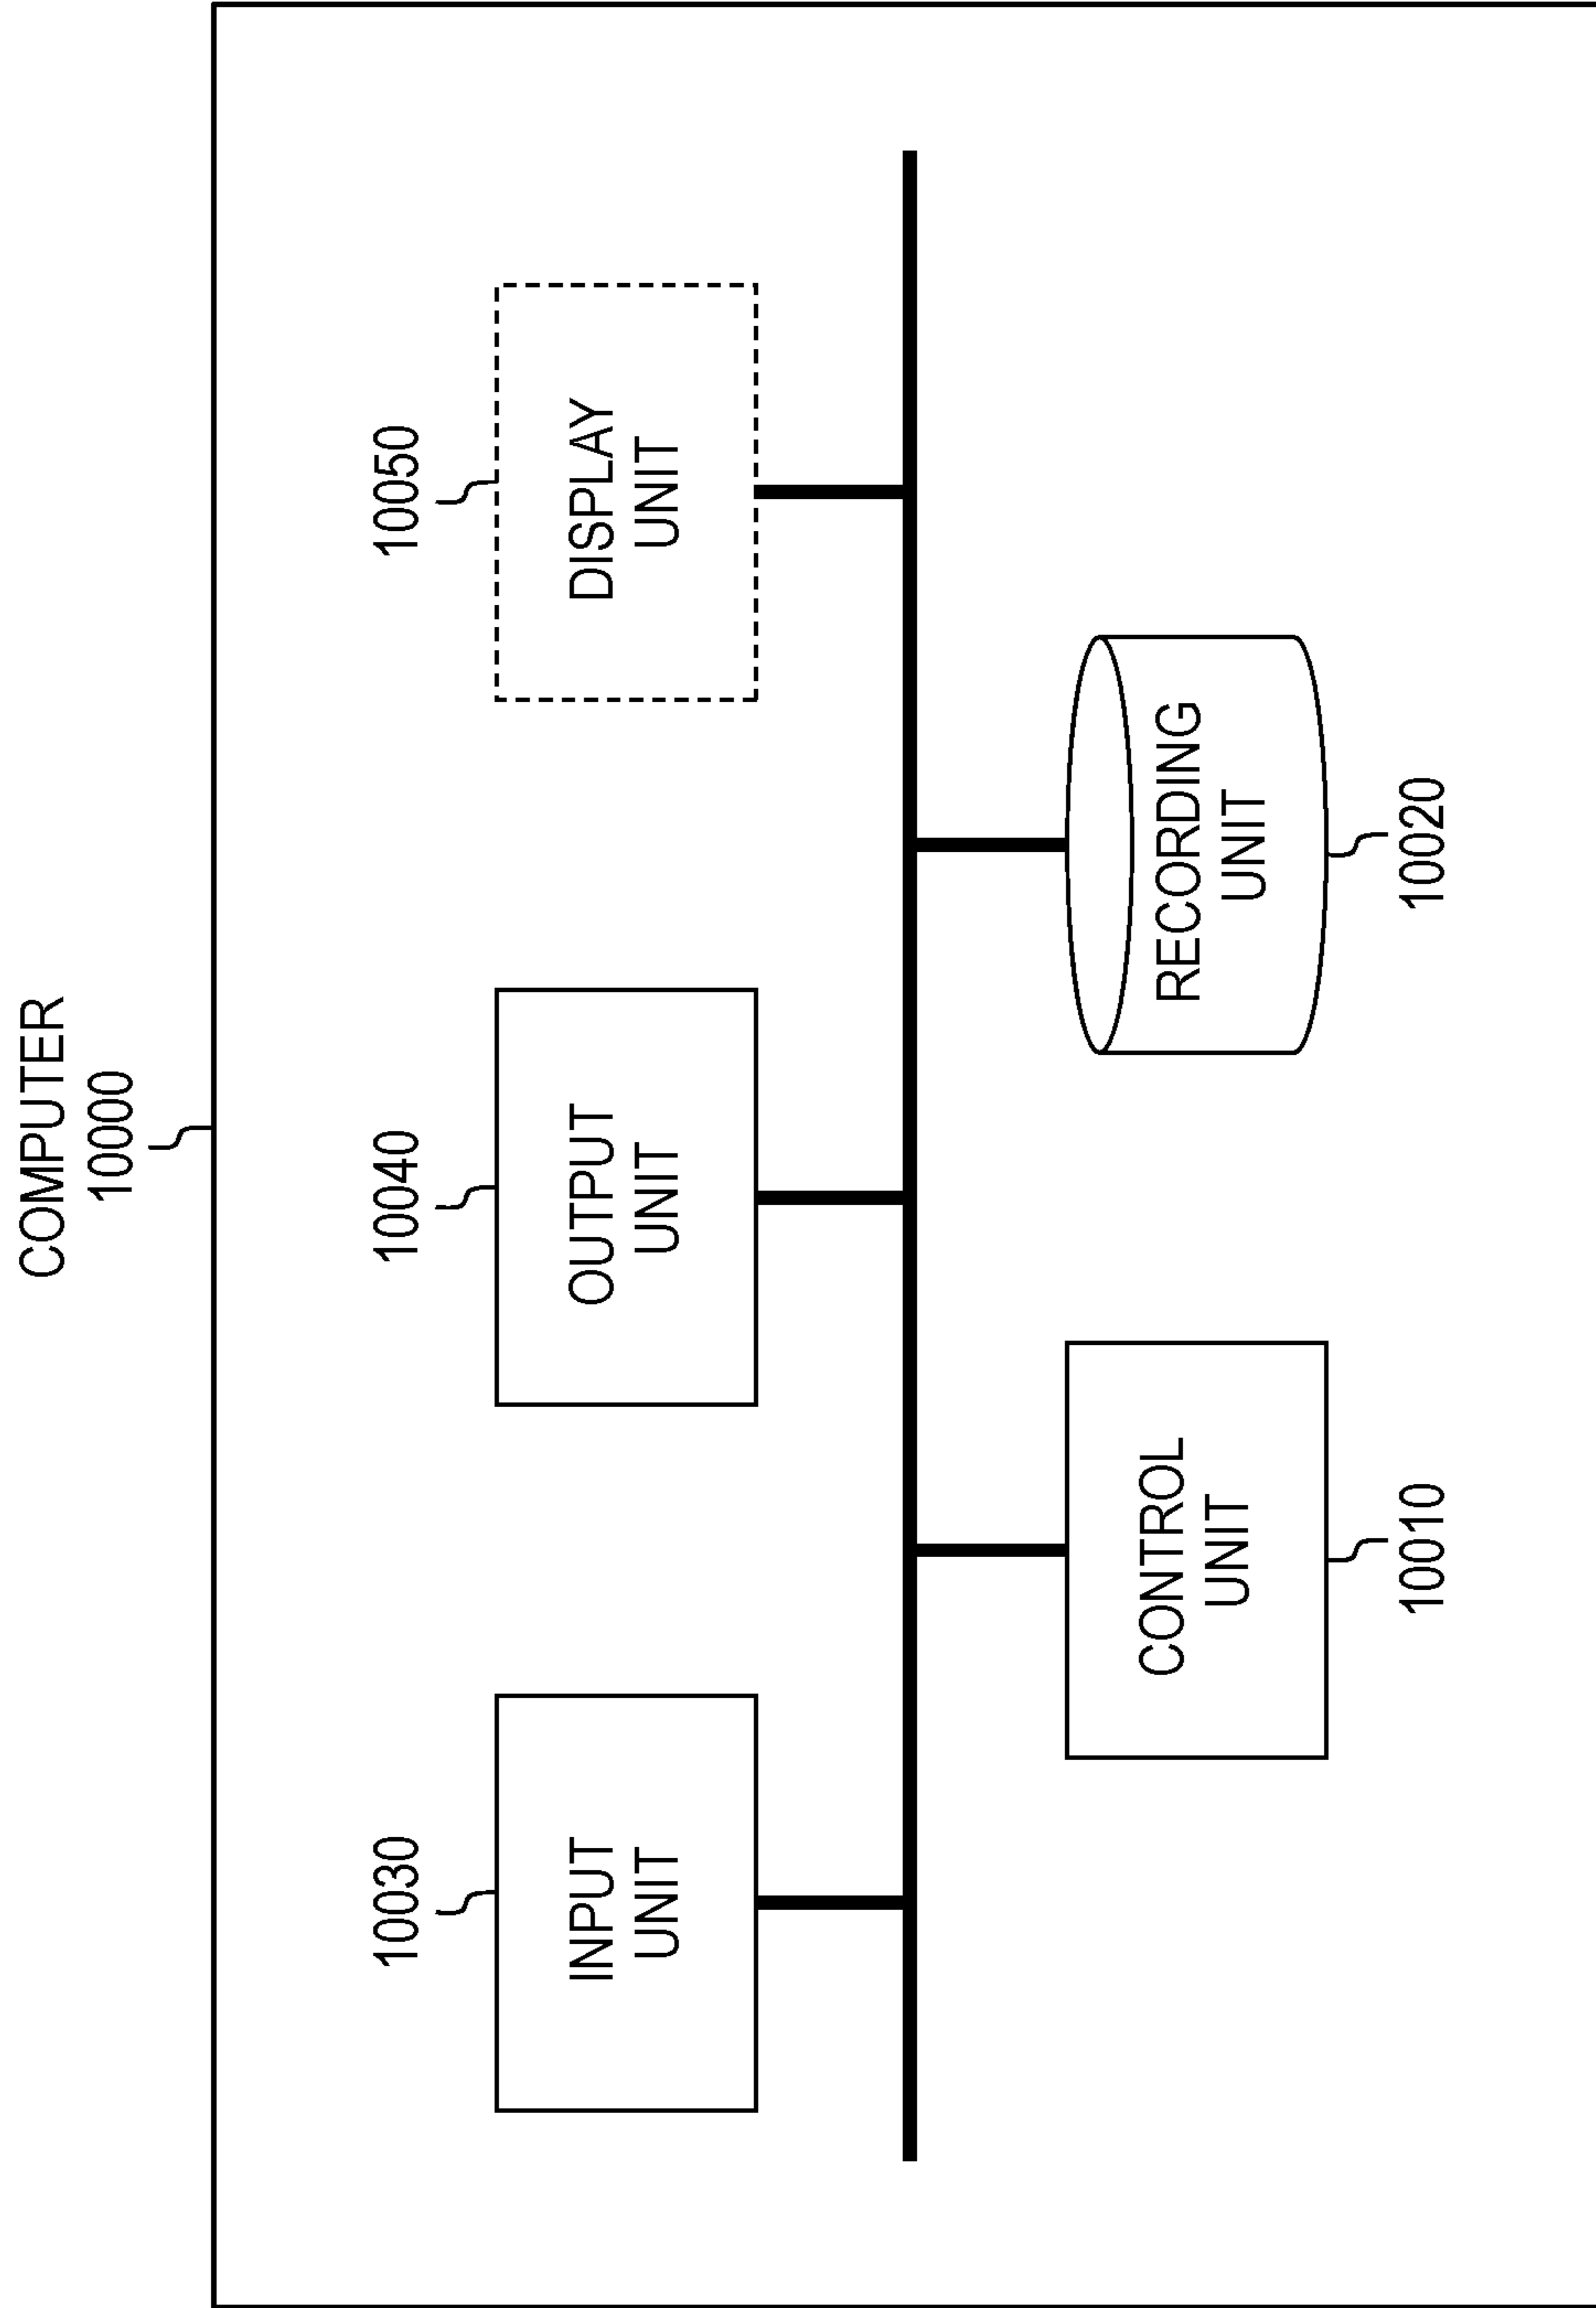 COMPUTER
10000
10030
10040
10050
INPUT
UNIT
OUTPUT
UNIT
DISPLAY
UNIT
CONTROL
UNIT
RECORDING
UNIT
10010
10020